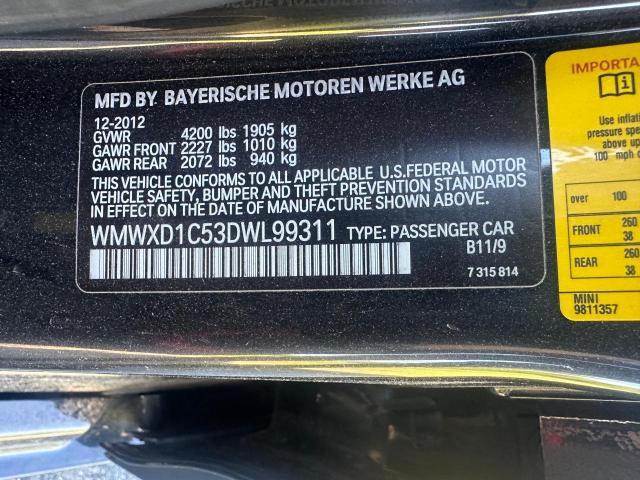 MFD BY BAYERISCHE MOTOREN WERKE AG
12-2012
GVWR 4200 lbs 1905 kg
GAWR FRONT 2227 lbs 1010 kg
GAWR REAR 2072 lbs 940 kg
THIS VEHICLE CONFORMS TO ALL APPLICABLE U.S.FEDERAL MOTOR
VEHICLE SAFETY, BUMPER AND THEFT PREVENTION STANDARDS
IN EFFECT ON THE DATE OF MANUFACTURE SHOWN ABOVE.
WMWXD1C53DWL99311 TYPE: PASSENGER CAR
B11/9
7 315 814
IMPORTA
Use inflat
pressure spe
above up
100 mph
over 100
FRONT 260
38
REAR 260
38
MINI
9811357